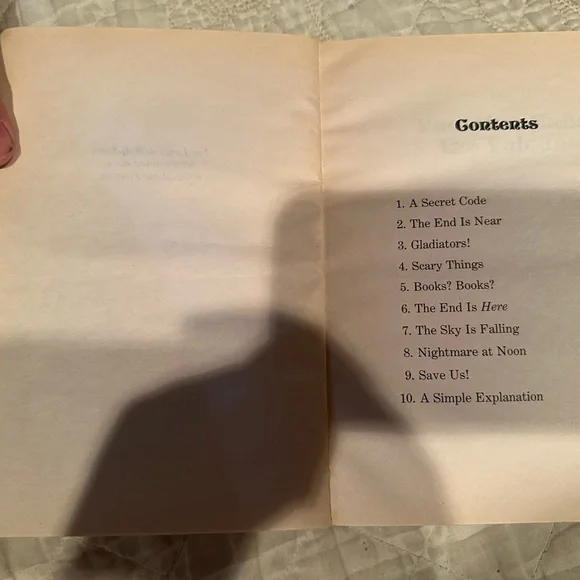 Contents
1. A Secret Code
2. The End Is Near
3. Gladiators!
4. Scary Things
5. Books? Books?
6. The End Is Here
7. The Sky Is Falling
8. Nightmare at Noon
9. Save Us!
10. A Simple Explanation